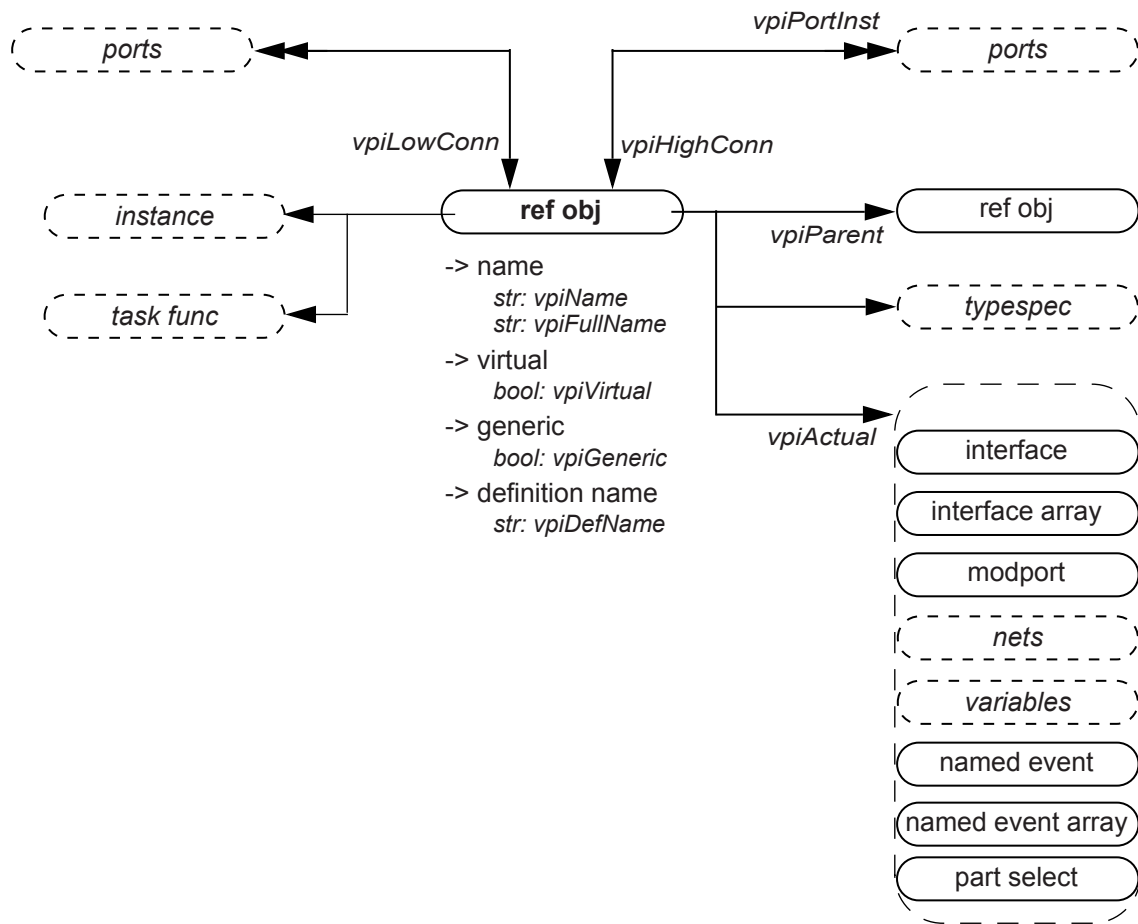 vpiPortInst
ports
ports
vpiLowConn
vpiHighConn
instance
ref obj
ref obj
vpiParent
task func
typespec
-> name
str: vpiName
str: vpiFullName
-> virtual
bool: vpiVirtual
-> generic
bool: vpiGeneric
-> definition name
str: vpiDefName
vpiActual
interface
interface array
modport
nets
variables
named event
named event array
part select